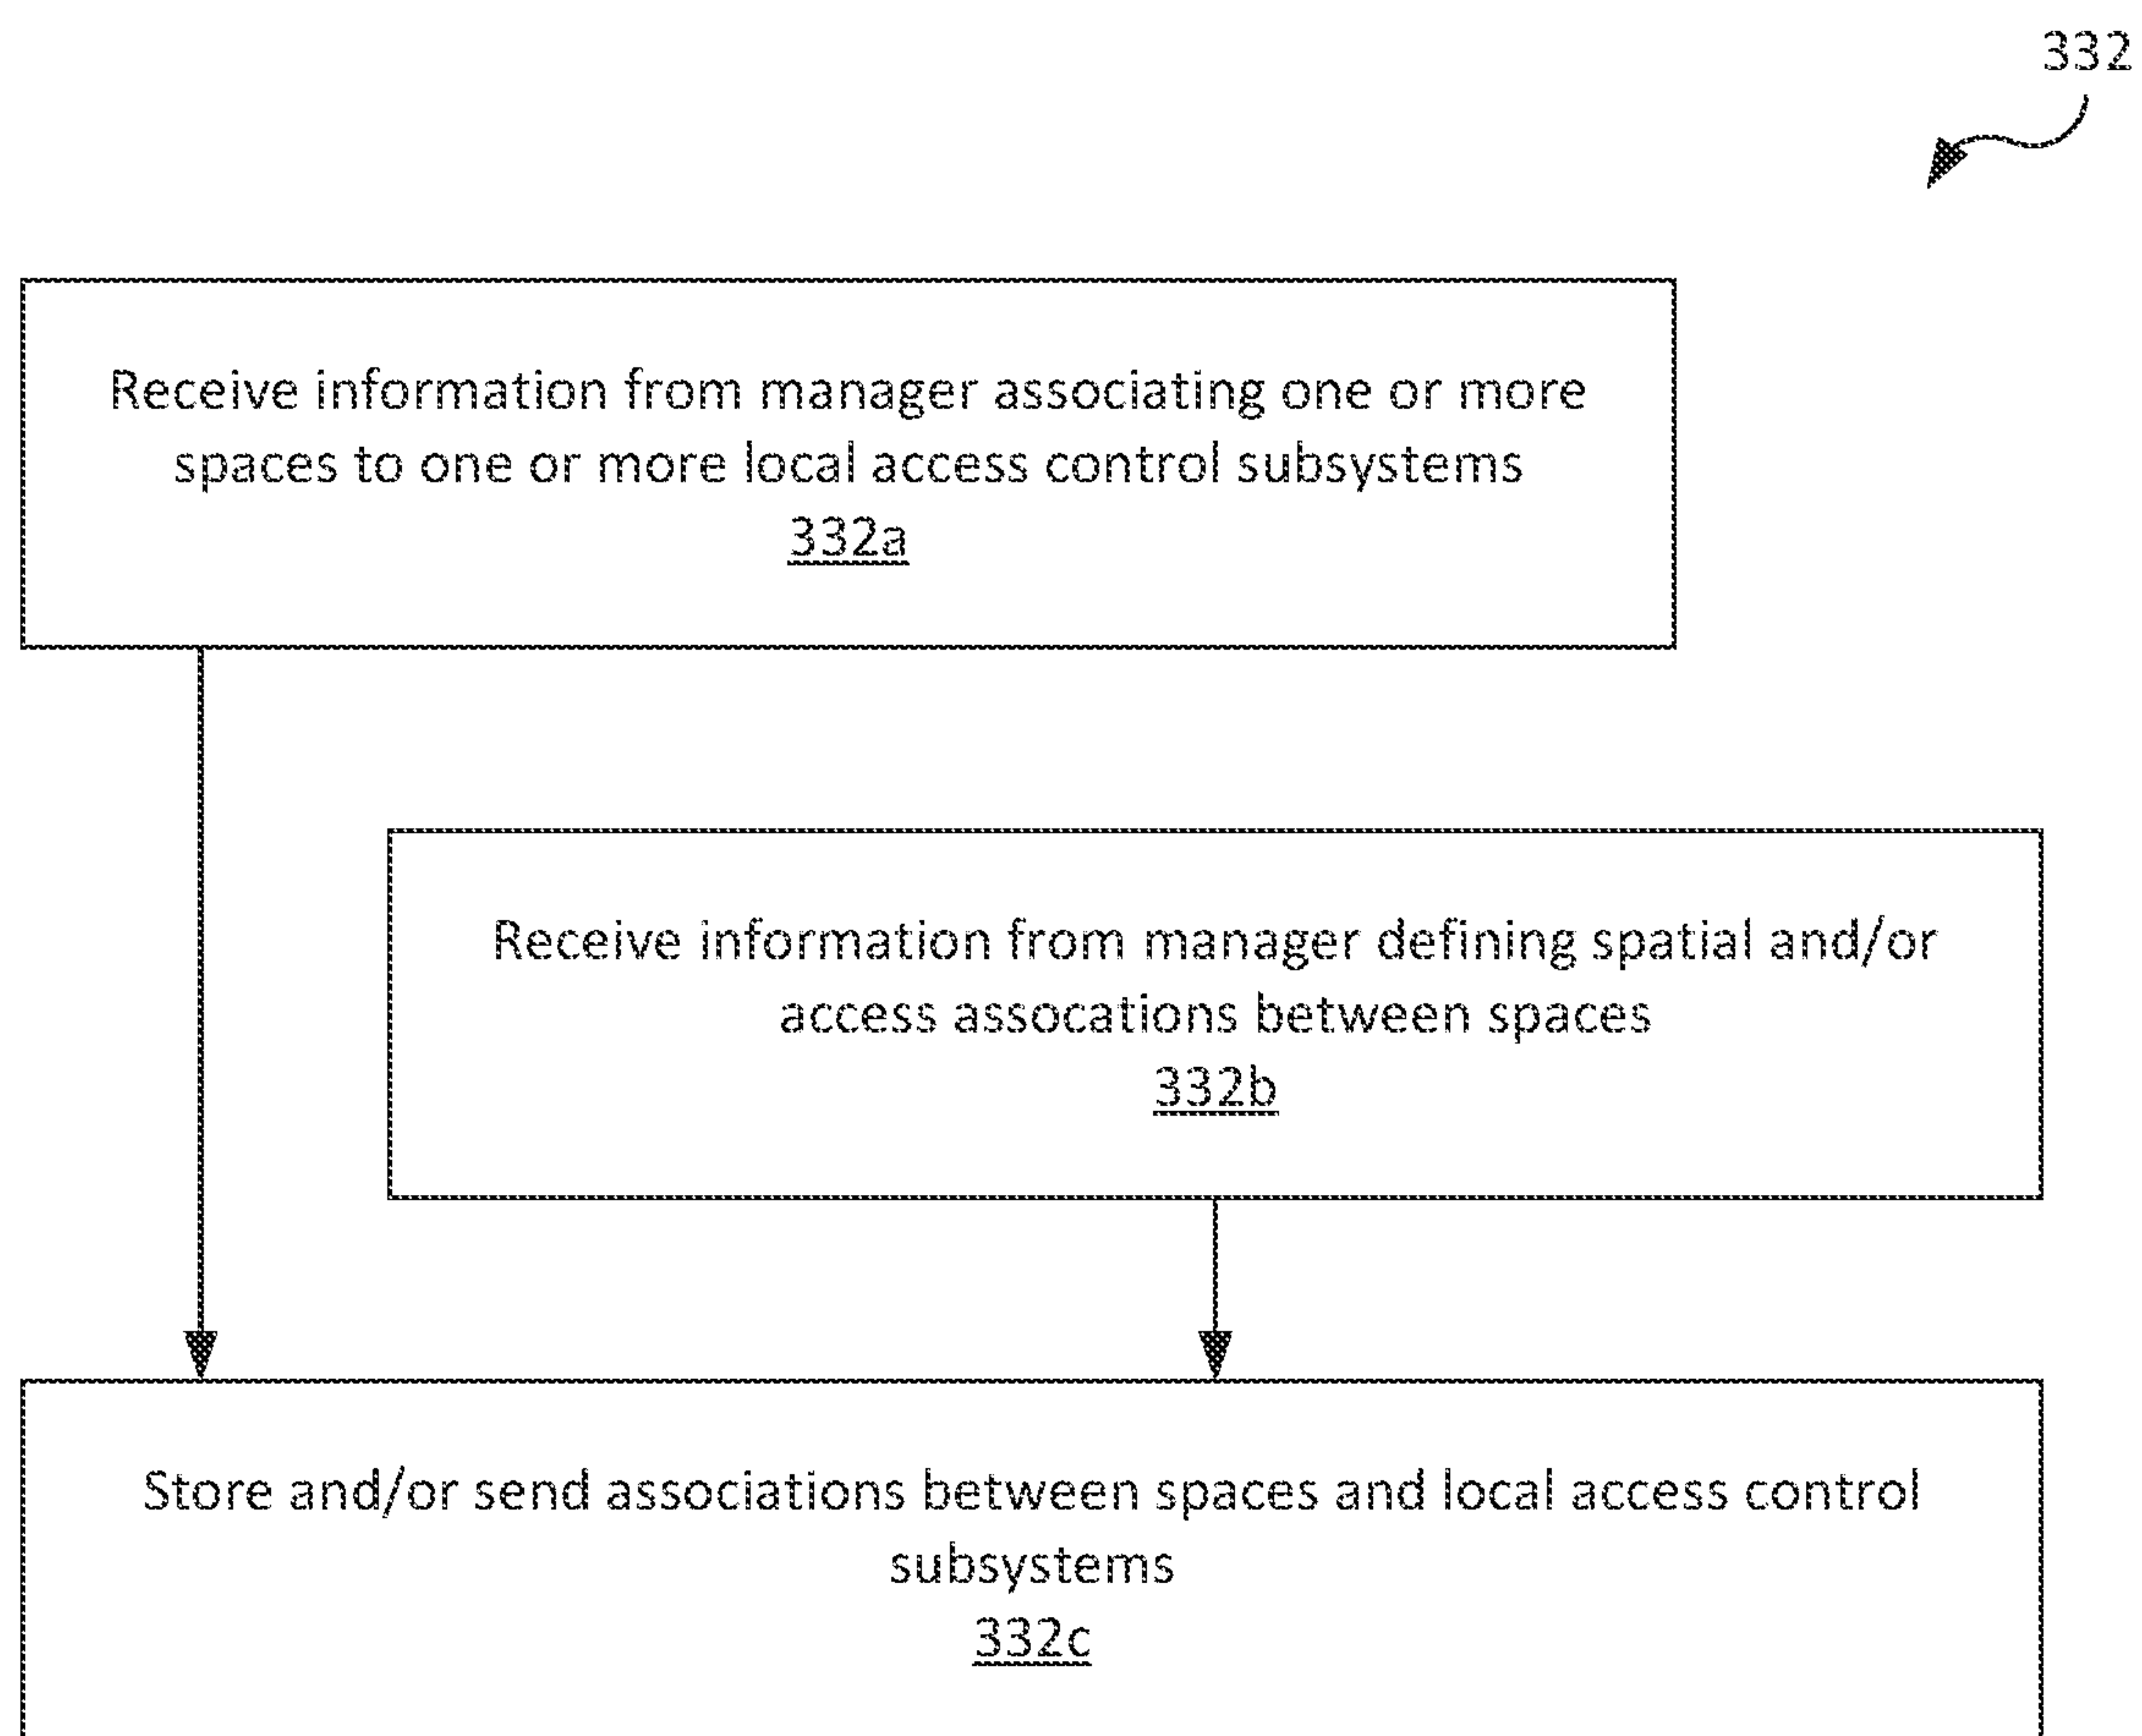 332
Receive information from manager associating one or more
spaces to one or more local access control subsystems
332a
Receive information from manager defining spatial and/or
access assocations between spaces
332b
Store and/or send associations between spaces and local access control
subsystems
332c